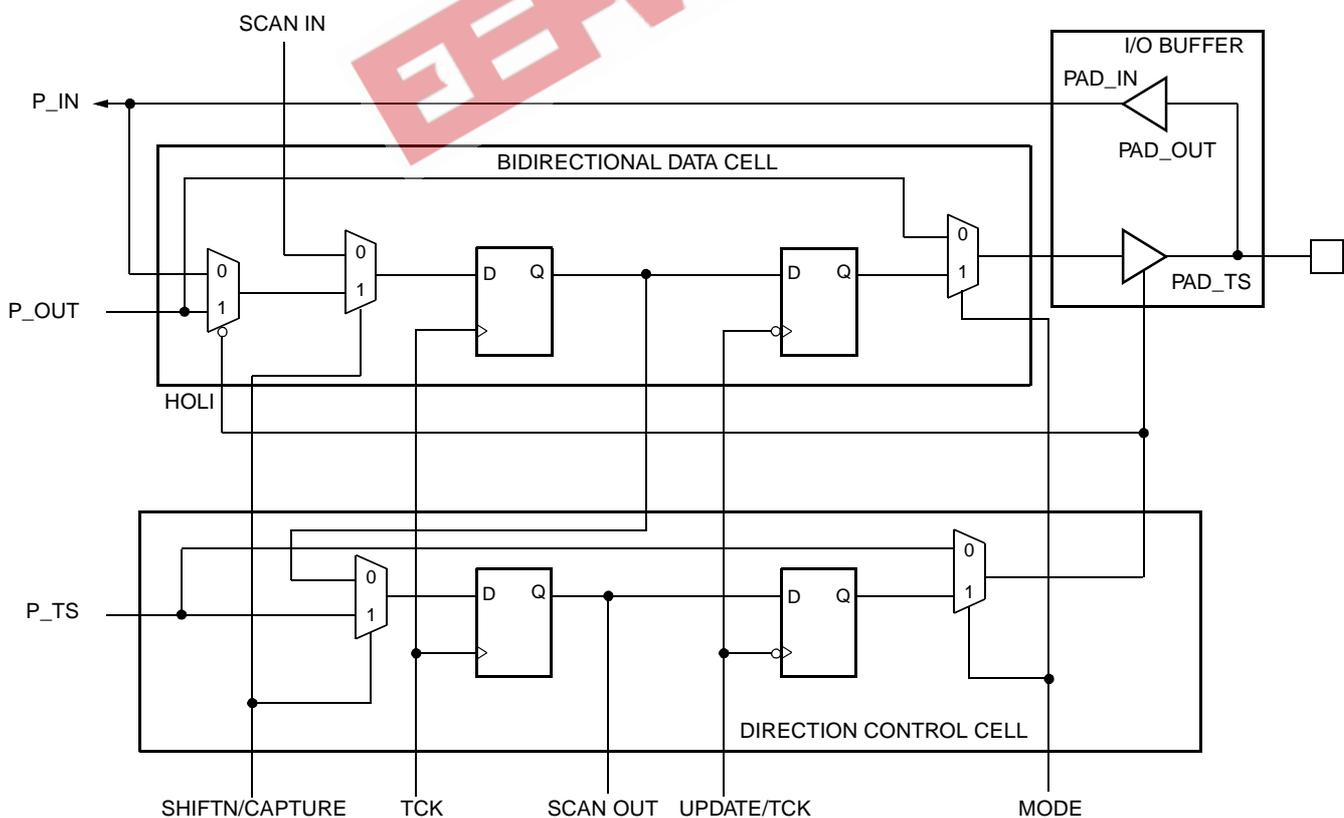 SCAN IN
I/O BUFFER
P_IN
PAD_IN
PAD_OUT
BIDIRECTIONAL DATA CELL
0
1
0
1
D Q
D Q
0
1
P_OUT
PAD_TS
HOLI
0
1
P_TS
D Q
D Q
0
1
DIRECTION CONTROL CELL
SHIFTN/CAPTURE
TCK
SCAN OUT
UPDATE/TCK
MODE